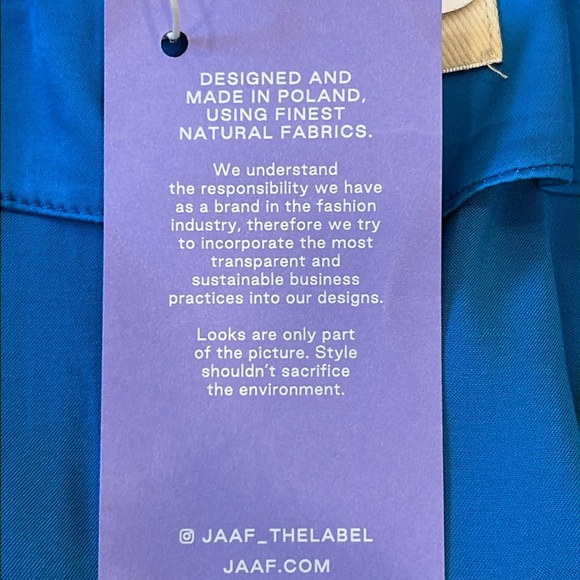 DESIGNED AND
MADE IN POLAND,
USING FINEST
NATURAL FABRICS.
We understand
the responsibility we have
as a brand in the fashion
industry, therefore we try
to incorporate the most
transparent and
sustainable business
practices into our designs.
Looks are only part
of the picture. Style
shouldn't sacrifice
the environment.
JAAF_THELABEL
JAAF.COM